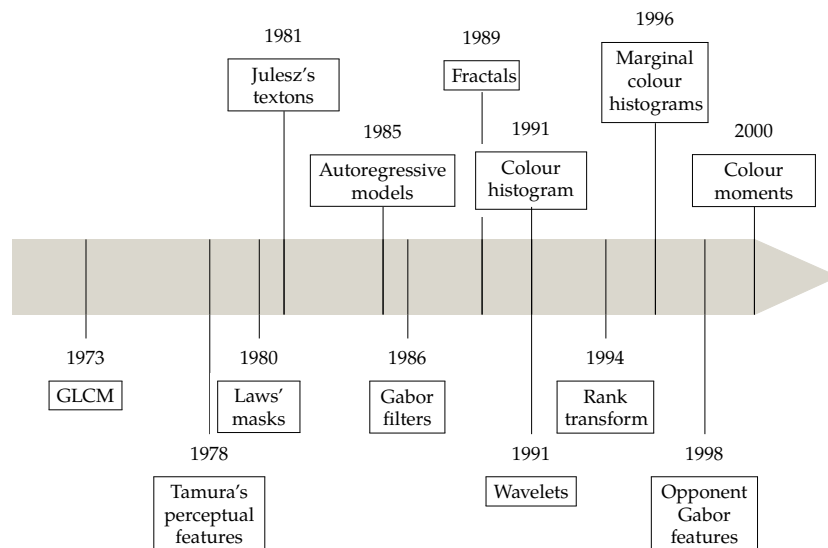 1996
1981
1989
Marginal
colour
histograms
Julesz's
textons
Fractals
1985
1991
2000
Autoregressive
models
Colour
histogram
Colour
moments
1973
1980
1986
1994
GLCM
Laws'
masks
Gabor
filters
Rank
transform
1978
1991
1998
Tamura's
perceptual
features
Wavelets
Opponent
Gabor
features